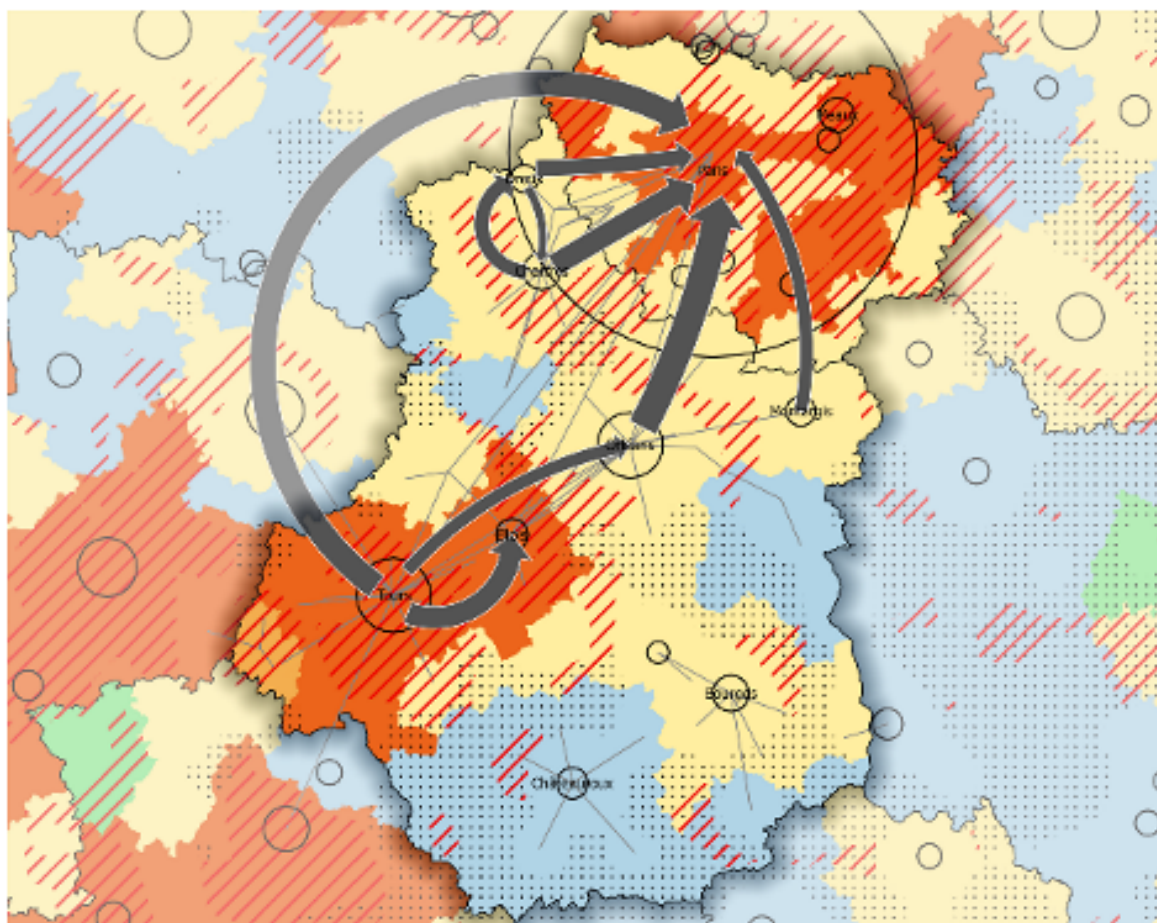 Meaux
Paris
Dreux
Chartres
Montargis
Orléans
Blois
Tours
Bourges
Châteauroux